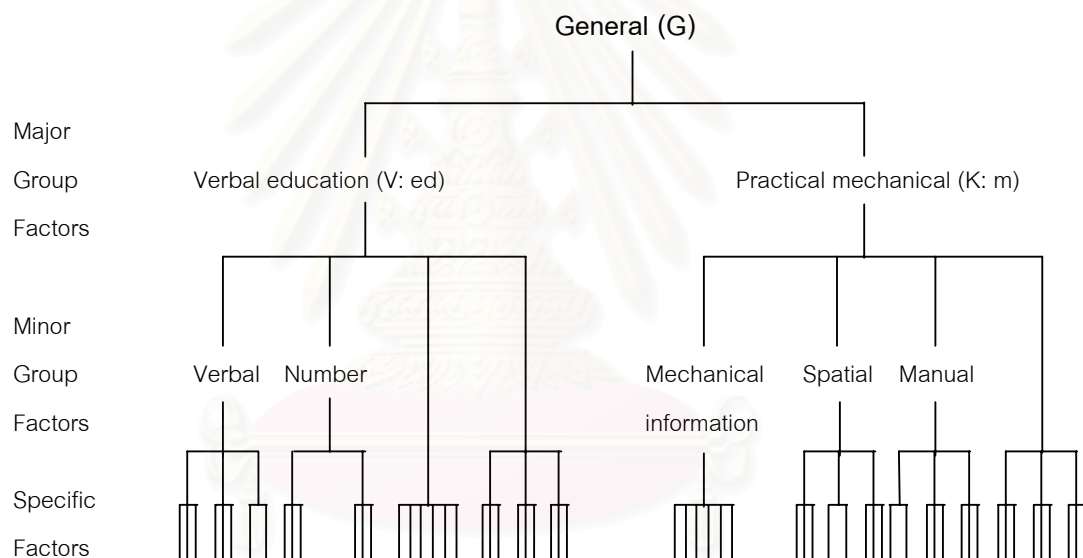 General (G)
Major
Group Verbal education (V: ed) Practical mechanical (K: m)
Factors
Minor
Group Verbal Number Mechanical Spatial Manual
Factors information
Specific
Factors